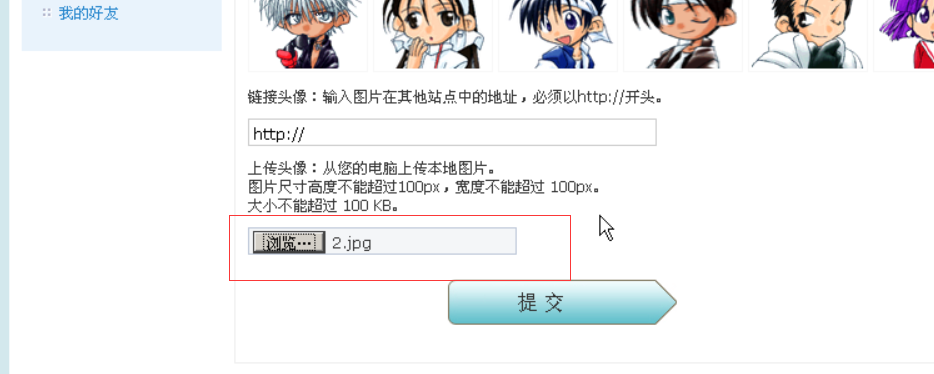 我的好友
链接头像：输入图片在其他站点中的地址，必须以http://开头。
http://
上传头像：从您的电脑上传本地图片。
图片尺寸高度不能超过100px，宽度不能超过 100px。
大小不能超过 100 KB。
浏览… 2.jpg
提 交